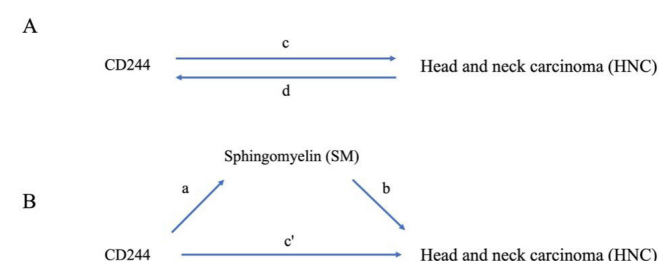 A
c
CD244
Head and neck carcinoma (HNC)
d
Sphingomyelin (SM)
a
b
B
c'
CD244
Head and neck carcinoma (HNC)